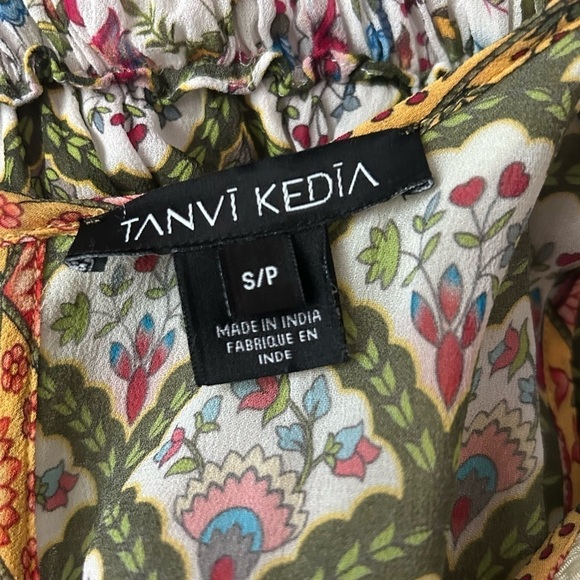 TANVĪ KEDĪA
S/P
MADE IN INDIA
FABRIQUE EN
INDE